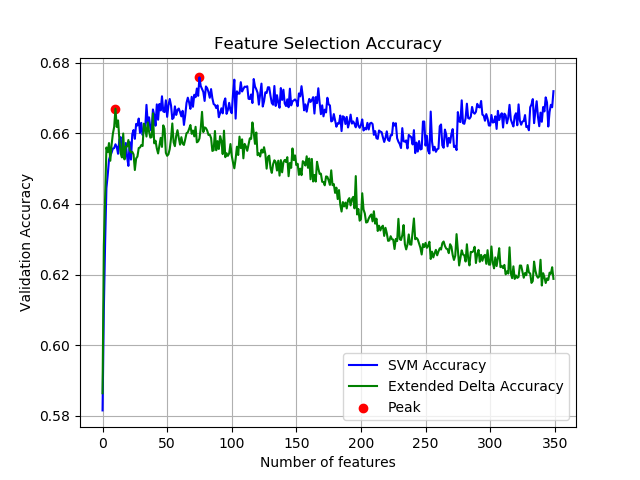 Feature Selection Accuracy
0.68
0.66
0.64
0.62
0.60
0.58
Validation Accuracy
SVM Accuracy
Extended Delta Accuracy
Peak
0 50 100 150 200 250 300 350
Number of features